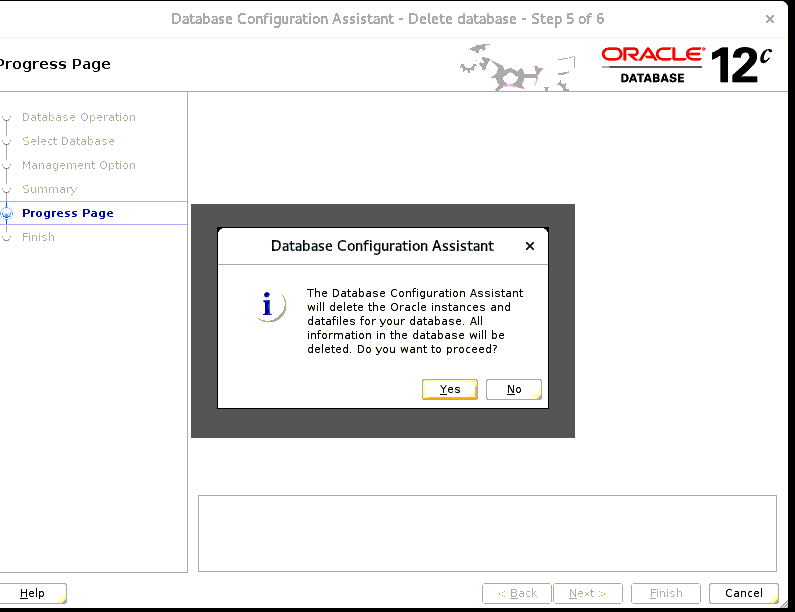 Database Configuration Assistant - Delete database - Step 5 of 6
Progress Page
ORACLE®
DATABASE
12c
Database Operation
Select Database
Management Option
Summary
Progress Page
Finish
Database Configuration Assistant
The Database Configuration Assistant
will delete the Oracle instances and
datafiles for your database. All
information in the database will be
deleted. Do you want to proceed?
Yes
No
Help
< Back
Next >
Finish
Cancel